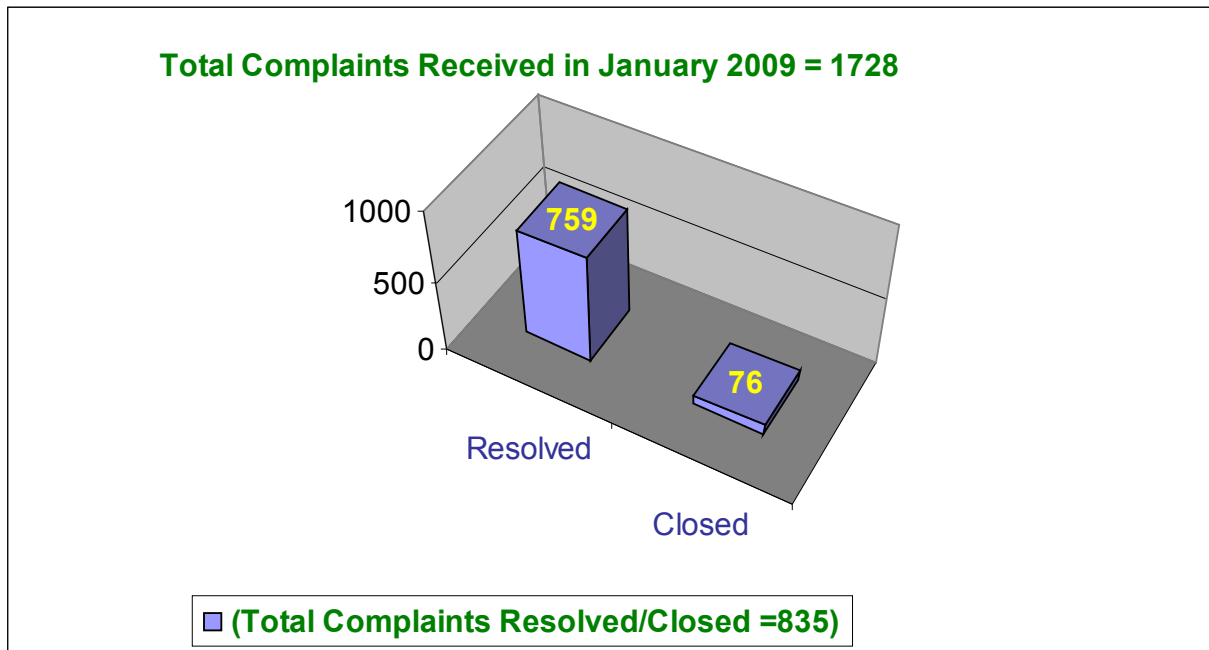 Total Complaints Received in January 2009 = 1728
1000
500
0
759
76
Resolved
Closed
(Total Complaints Resolved/Closed =835)